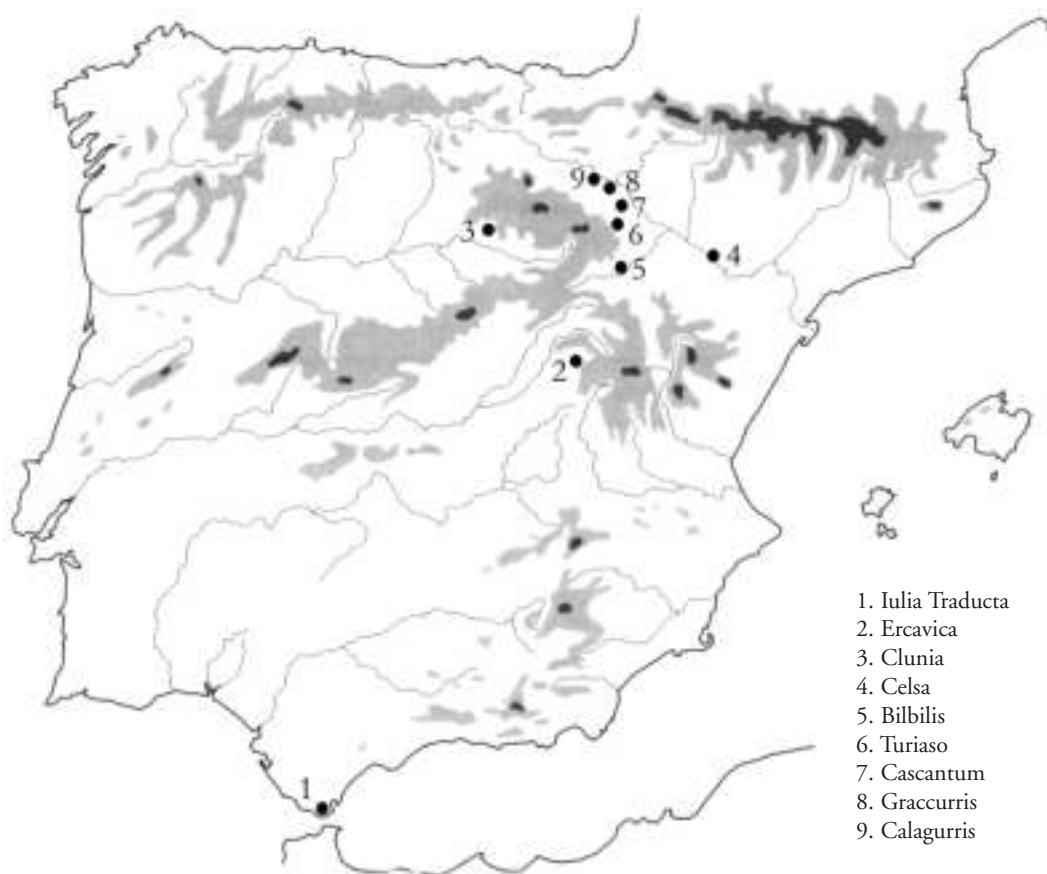 9
8
7
3
6
4
5
2
1
1. Iulia Traducta
2. Ercavica
3. Clunia
4. Celsa
5. Bilbilis
6. Turiaso
7. Cascantum
8. Graccurris
9. Calagurris